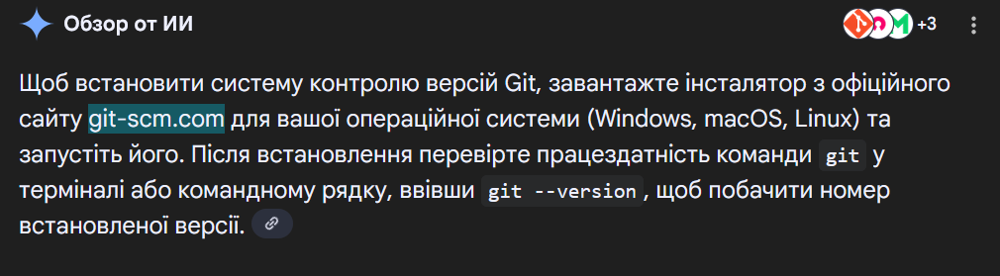 Обзор от ИИ
+3
Щоб встановити систему контролю версій Git, завантажте інсталятор з офіційного
сайту git-scm.com для вашої операційної системи (Windows, macOS, Linux) та
запустіть його. Після встановлення перевірте працездатність команди git у
терміналі або командному рядку, ввівши git --version, щоб побачити номер
встановленої версії.